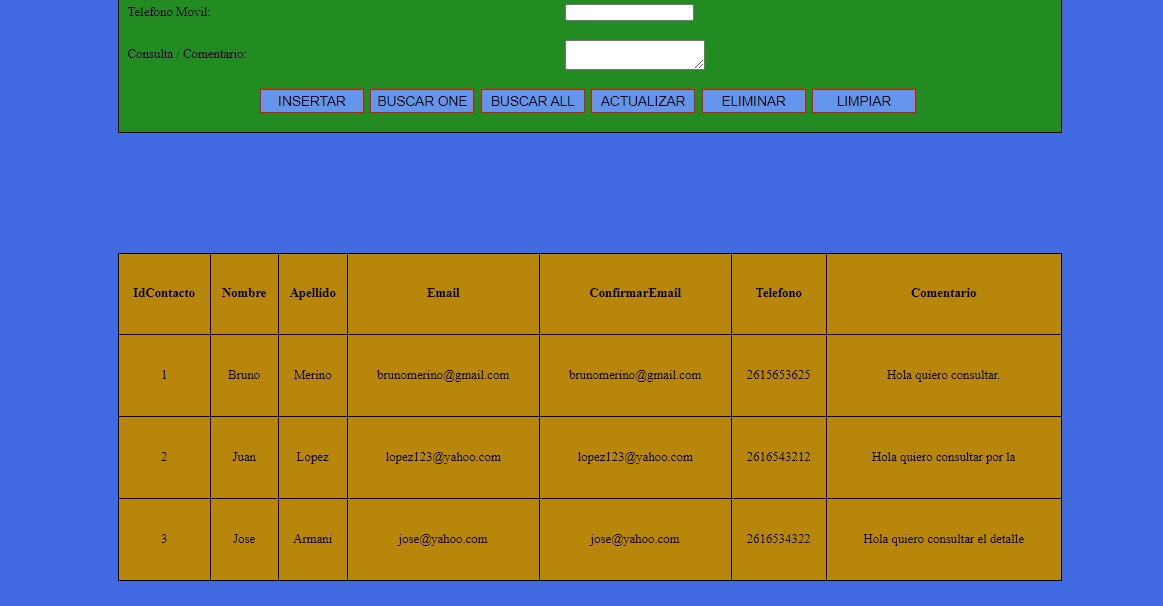 Telefono Movil:
Consulta / Comentario:
INSERTAR BUSCAR ONE BUSCAR ALL ACTUALIZAR ELIMINAR LIMPIAR
IdContacto Nombre Apellido Email ConfirmarEmail Telefono Comentario
1 Bruno Merino brunomerino@gmail.com brunomerino@gmail.com 2615653625 Hola quiero consultar.
2 Juan Lopez lopez123@yahoo.com lopez123@yahoo.com 2616543212 Hola quiero consultar por la
3 Jose Armani jose@yahoo.com jose@yahoo.com 2616534322 Hola quiero consultar el detalle